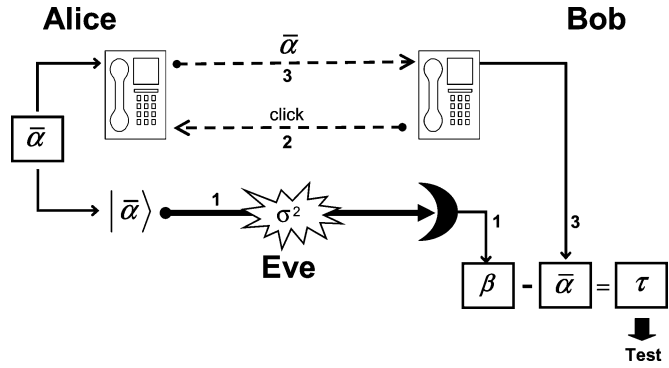 Alice
Bob
ᾱ
3
click
2
ᾱ
|ᾱ⟩
1
σ²
Eve
1
3
β - ᾱ = τ
Test